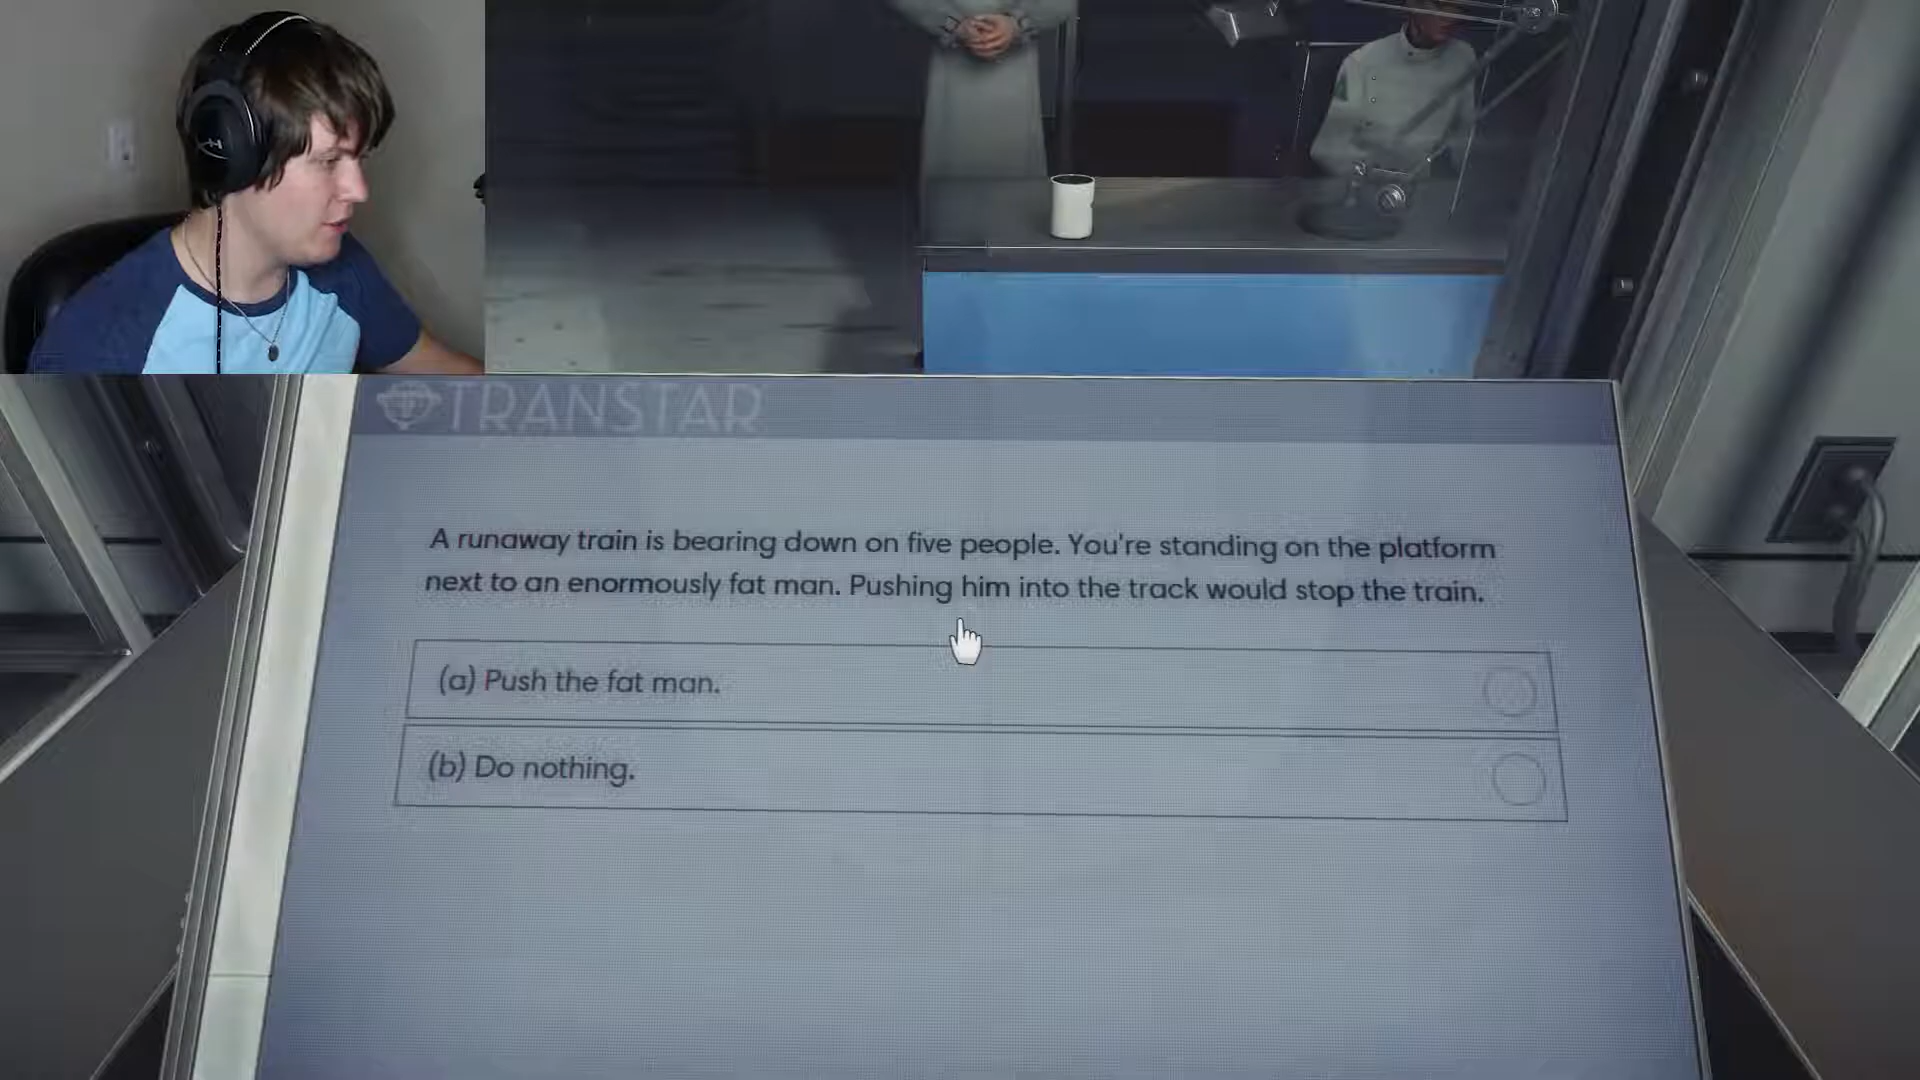 TRANSTAR
A runaway train is bearing down on five people. You're standing on the platform
next to an enormously fat man. Pushing him into the track would stop the train.
(a) Push the fat man.
(b) Do nothing.